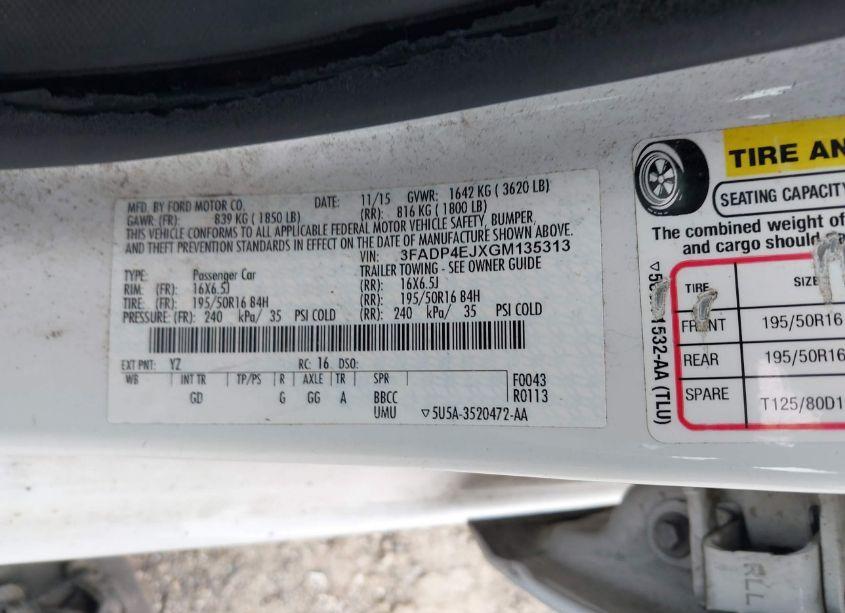 MFD. BY FORD MOTOR CO. DATE: 11/15 GVWR: 1642 KG ( 3620 LB)
GAWR: (FR): 839 KG ( 1850 LB) (RR): 816 KG ( 1800 LB)
THIS VEHICLE CONFORMS TO ALL APPLICABLE FEDERAL MOTOR VEHICLE SAFETY, BUMPER,
AND THEFT PREVENTION STANDARDS IN EFFECT ON THE DATE OF MANUFACTURE SHOWN ABOVE.
VIN: 3FADP4EJXGM135313
TYPE: Passenger Car TRAILER TOWING - SEE OWNER GUIDE
RIM: (FR): 16X6.5J (RR): 16X6.5J
TIRE: (FR): 195/50R16 84H (RR): 195/50R16 84H
PRESSURE: (FR): 240 kPa/ 35 PSI COLD (RR): 240 kPa/ 35 PSI COLD
EXT PNT: YZ RC: 16 DSO:
WB INT TR TP/PS R AXLE TR SPR F0043
GD G GG A BBCC R0113
UMU ▽5U5A-3520472-AA
TIRE AN
SEATING CAPACITY
The combined weight of
and cargo should
1532-AA (TLU)
TIRE SIZE
FRONT 195/50R16
REAR 195/50R16
SPARE T125/80D1
RLL